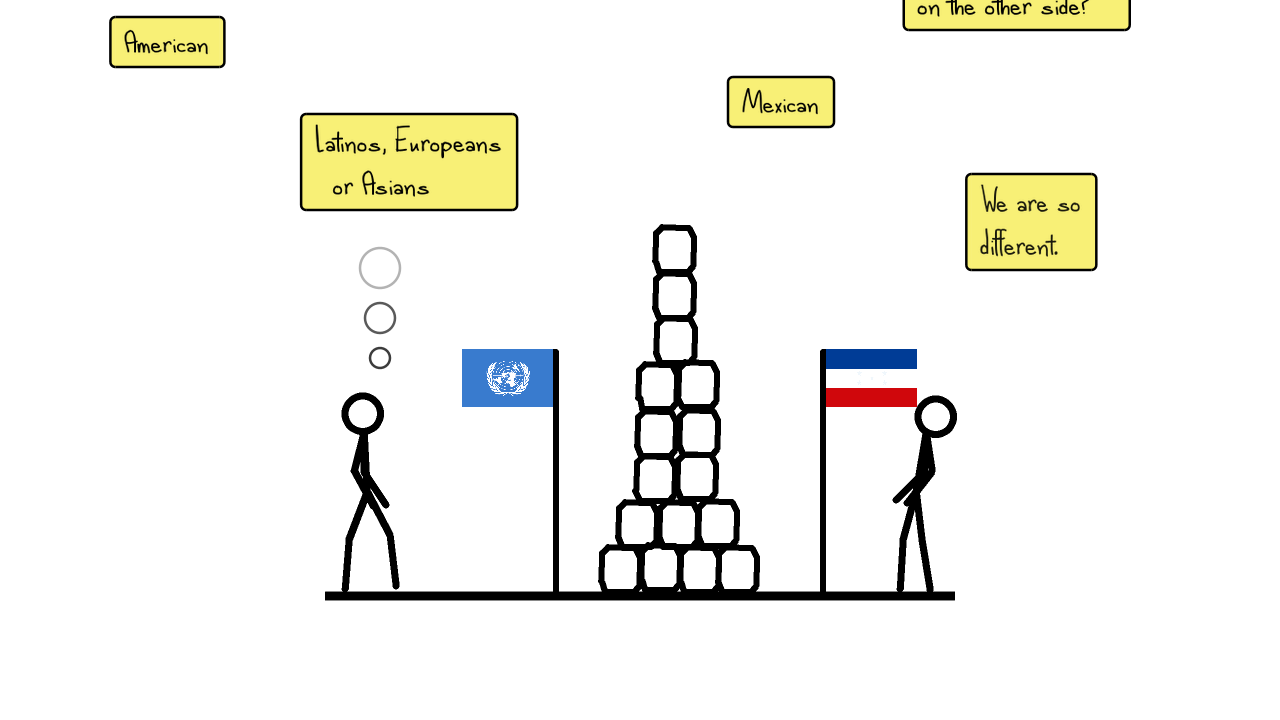 on the other side?
American
Mexican
Latinos, Europeans
or Asians
We are so
different.